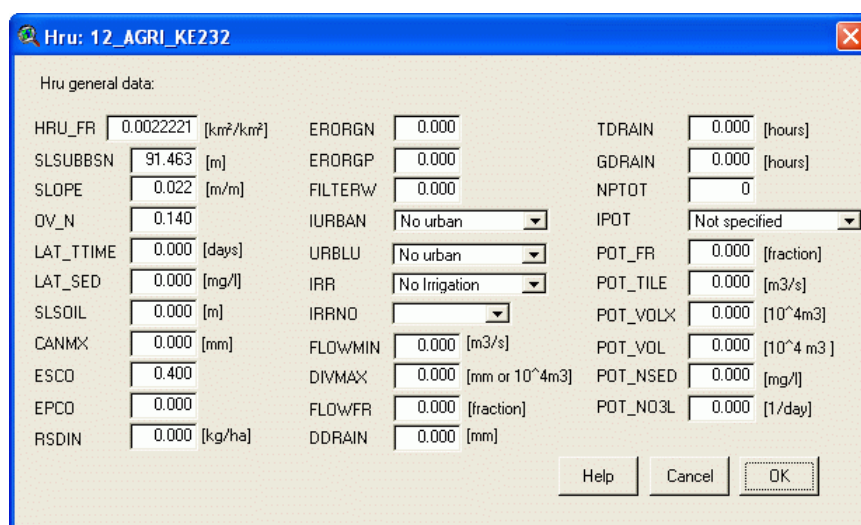 Hru: 12_AGRI_KE232
Hru general data:
HRU_FR 0.0022221 [km²/km²]
SLSUBBSN 91.463 [m]
SLOPE 0.022 [m/m]
OV_N 0.140
LAT_TTIME 0.000 [days]
LAT_SED 0.000 [mg/l]
SLSOIL 0.000 [m]
CANMX 0.000 [mm]
ESCO 0.400
EPCO 0.000
RSDIN 0.000 [kg/ha]
ERORGN 0.000
ERORGP 0.000
FILTERW 0.000
IURBAN No urban
URBLU No urban
IRR No Irrigation
IRRNO
FLOWMIN 0.000 [m3/s]
DIVMAX 0.000 [mm or 10^4m3]
FLOWFR 0.000 [fraction]
DDRAIN 0.000 [mm]
TDRAIN 0.000 [hours]
GDRAIN 0.000 [hours]
NPTOT 0
IPOT Not specified
POT_FR 0.000 [fraction]
POT_TILE 0.000 [m3/s]
POT_VOLX 0.000 [10^4m3]
POT_VOL 0.000 [10^4 m3 ]
POT_NSED 0.000 [mg/l]
POT_NO3L 0.000 [1/day]
Help Cancel OK